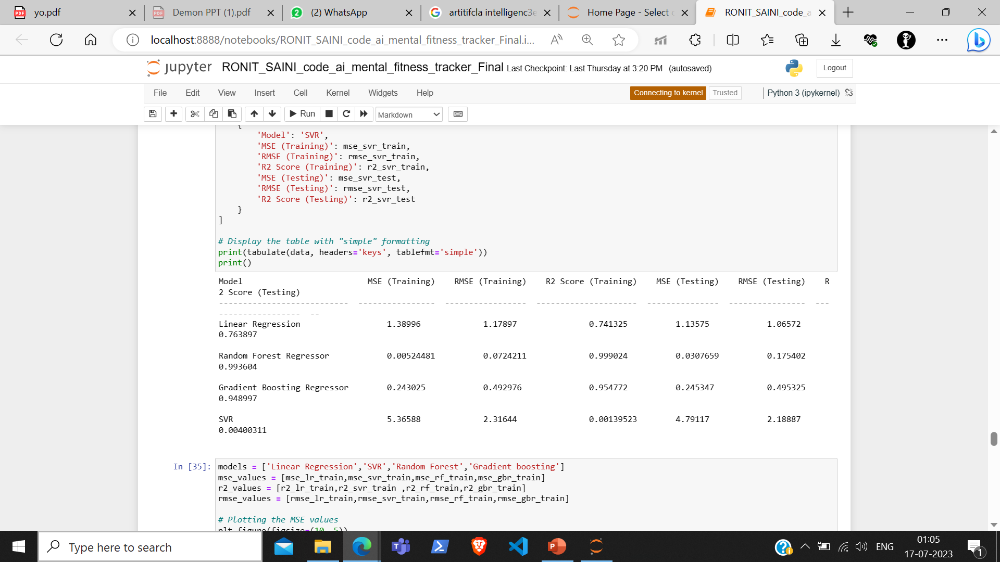 yo.pdf
Demon PPT (1).pdf
(2) WhatsApp
artitifcla intelligenc3e
Home Page - Select
RONIT_SAINI_code_a
localhost:8888/notebooks/RONIT_SAINI_code_ai_mental_fitness_tracker_Final.i...
jupyter RONIT_SAINI_code_ai_mental_fitness_tracker_Final Last Checkpoint: Last Thursday at 3:20 PM (autosaved)
Logout
File Edit View Insert Cell Kernel Widgets Help
Connecting to kernel Trusted Python 3 (ipykernel)
Run Markdown
{
'Model': 'SVR',
'MSE (Training)': mse_svr_train,
'RMSE (Training)': rmse_svr_train,
'R2 Score (Training)': r2_svr_train,
'MSE (Testing)': mse_svr_test,
'RMSE (Testing)': rmse_svr_test,
'R2 Score (Testing)': r2_svr_test
}
]
# Display the table with "simple" formatting
print(tabulate(data, headers='keys', tablefmt='simple'))
print()
Model MSE (Training) RMSE (Training) R2 Score (Training) MSE (Testing) RMSE (Testing) R
2 Score (Testing)
--------------------------- ---------------- ----------------- --------------------- --------------- ---------------- ---
----------------- --
Linear Regression 1.38996 1.17897 0.741325 1.13575 1.06572
0.763897
Random Forest Regressor 0.00524481 0.0724211 0.999024 0.0307659 0.175402
0.993604
Gradient Boosting Regressor 0.243025 0.492976 0.954772 0.245347 0.495325
0.948997
SVR 5.36588 2.31644 0.00139523 4.79117 2.18887
0.00400311
In [35]: models = ['Linear Regression','SVR','Random Forest','Gradient boosting']
mse_values = [mse_lr_train,mse_svr_train,mse_rf_train,mse_gbr_train]
r2_values = [r2_lr_train,r2_svr_train ,r2_rf_train,r2_gbr_train]
rmse_values = [rmse_lr_train,rmse_svr_train,rmse_rf_train,rmse_gbr_train]
# Plotting the MSE values
plt.figure(figsize=(10, 5))
Type here to search
ENG
01:05
17-07-2023
1